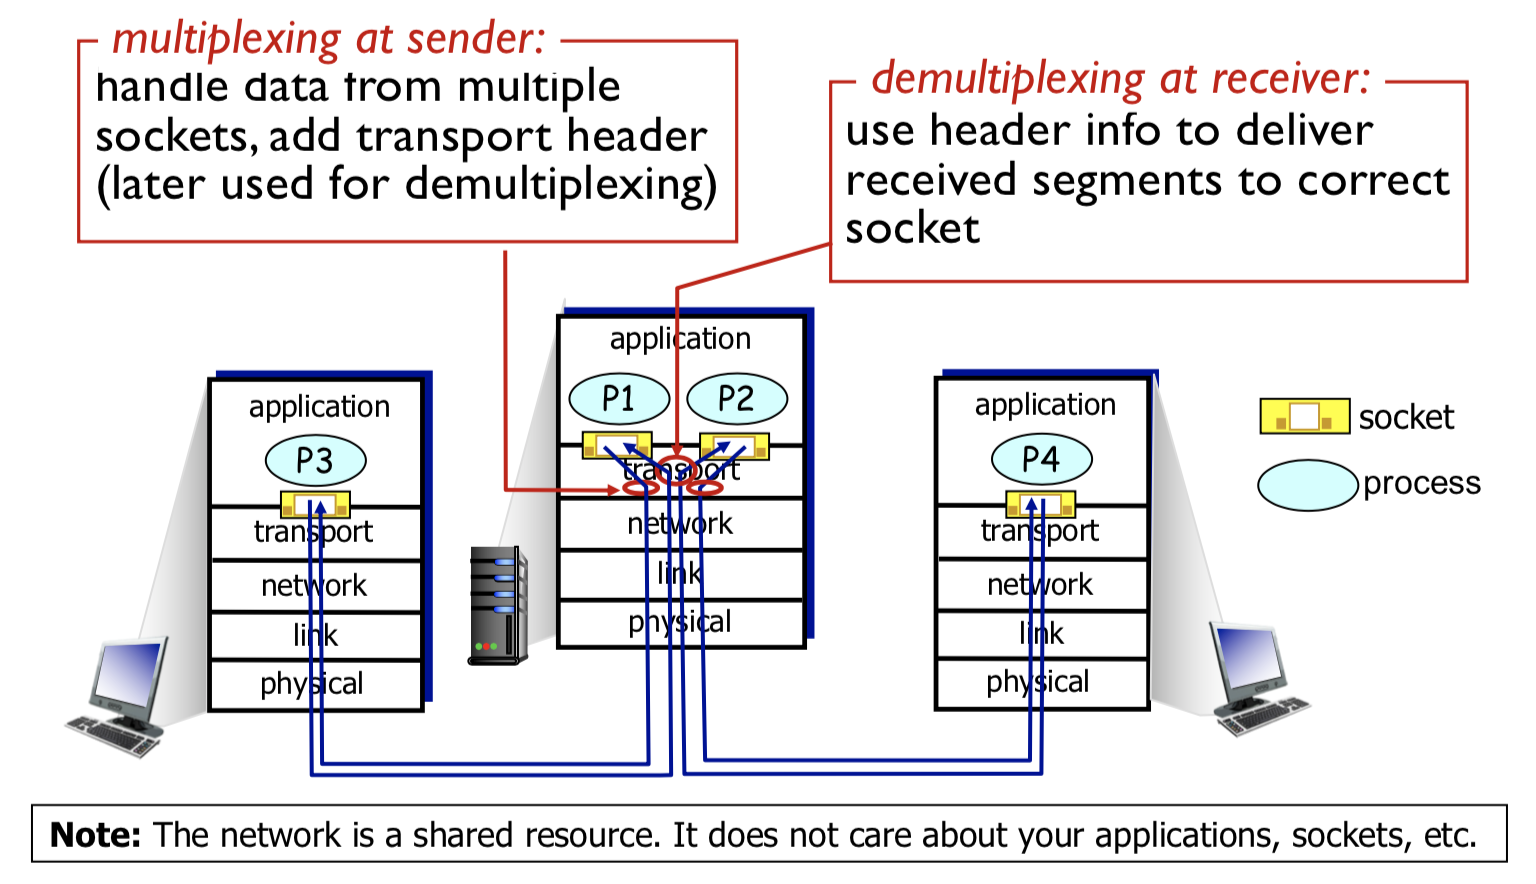 multiplexing at sender:
handle data from multiple
sockets, add transport header
(later used for demultiplexing)
demultiplexing at receiver:
use header info to deliver
received segments to correct
socket
application
P3
transport
network
link
physical
application
P1 P2
transport
network
link
physical
application
P4
transport
network
link
physical
socket
process
Note: The network is a shared resource. It does not care about your applications, sockets, etc.